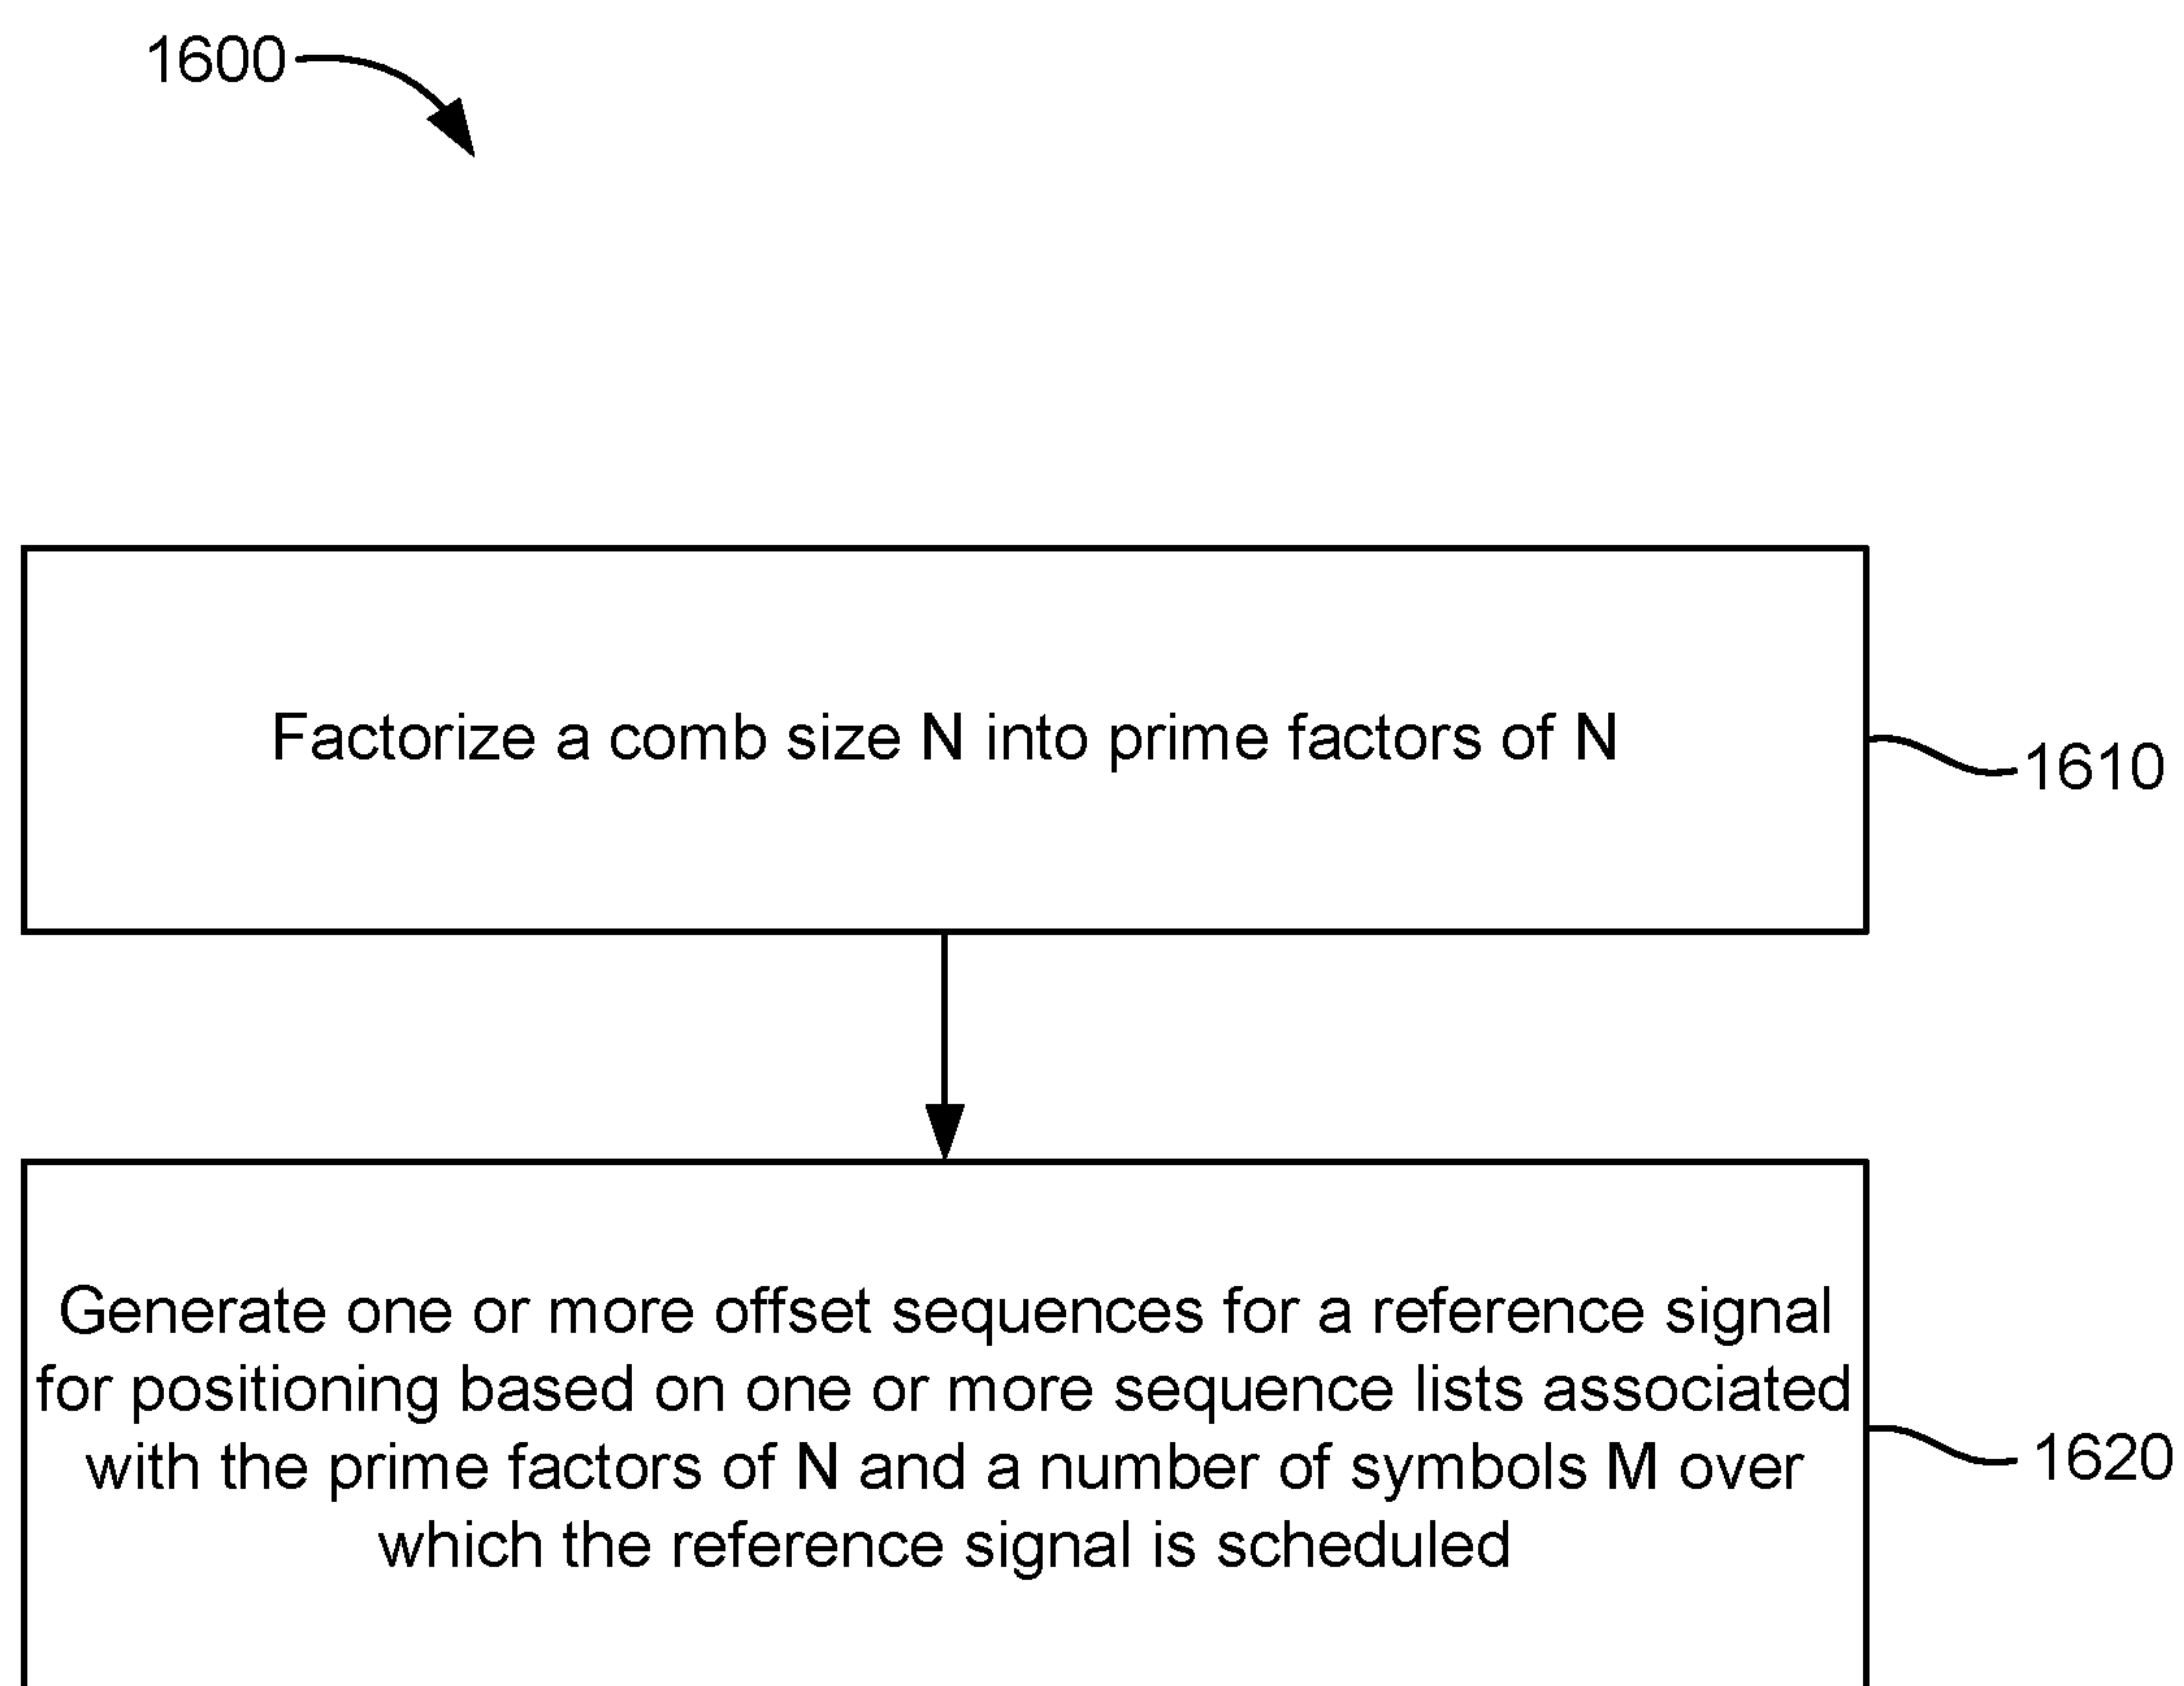 1600
Factorize a comb size N into prime factors of N
1610
Generate one or more offset sequences for a reference signal
for positioning based on one or more sequence lists associated
with the prime factors of N and a number of symbols M over
which the reference signal is scheduled
1620